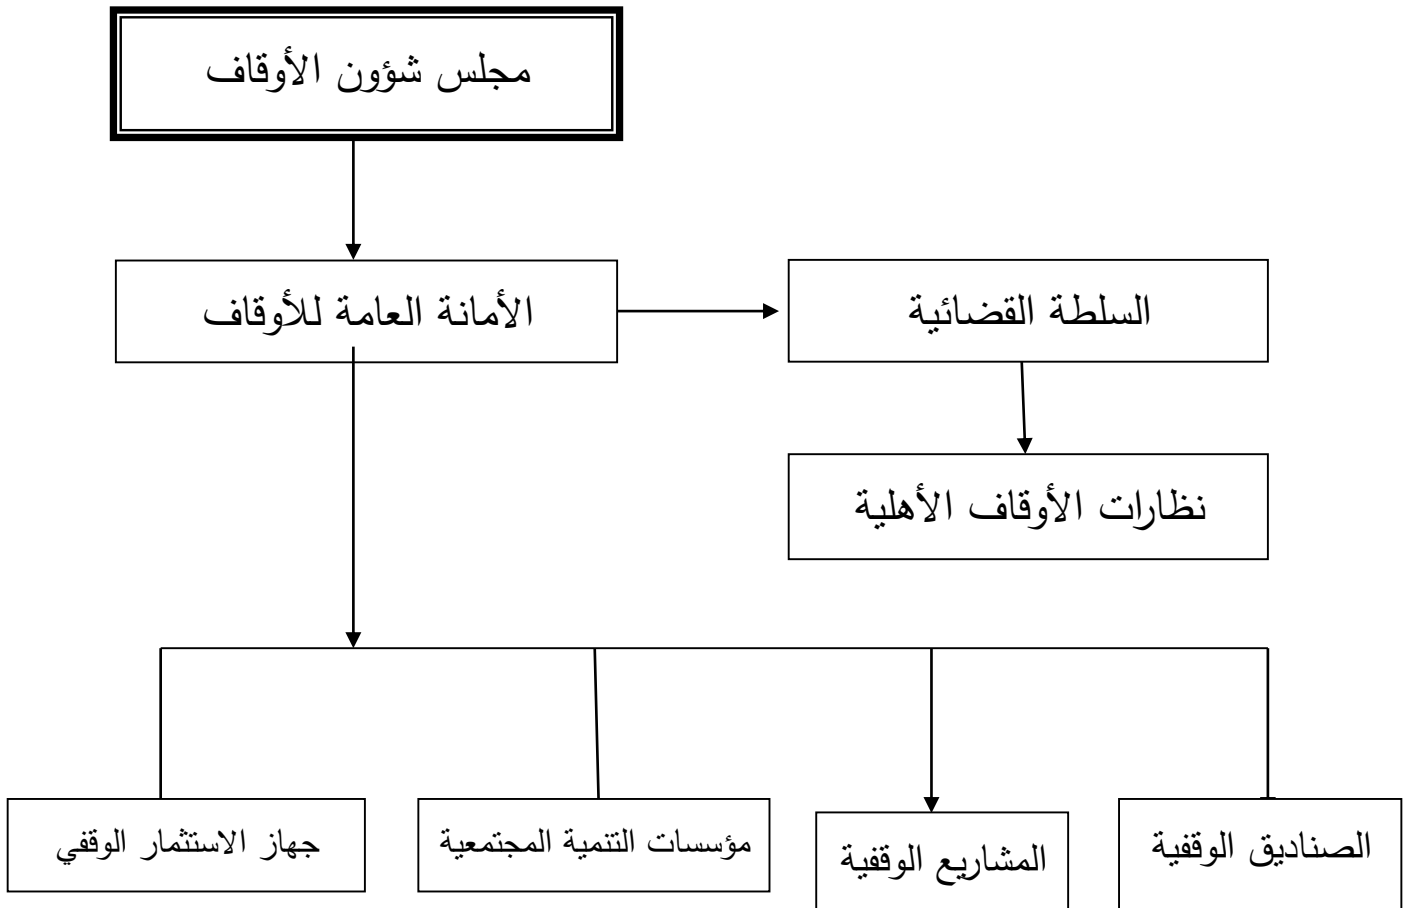 مجلس شؤون الأوقاف
السلطة القضائية
الأمانة العامة للأوقاف
نظارات الأوقاف الأهلية
الصناديق الوقفية
المشاريع الوقفية
مؤسسات التنمية المجتمعية
جهاز الاستثمار الوقفي